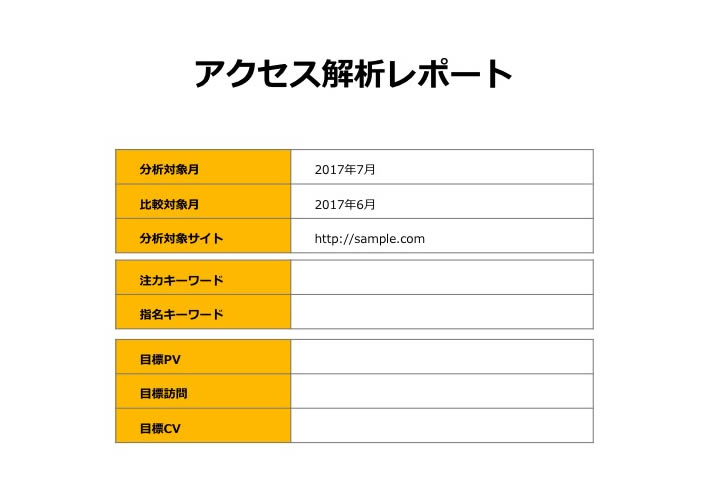 アクセス解析レポート
分析対象月 2017年7月
比較対象月 2017年6月
分析対象サイト http://sample.com
注力キーワード
指名キーワード
目標PV
目標訪問
目標CV